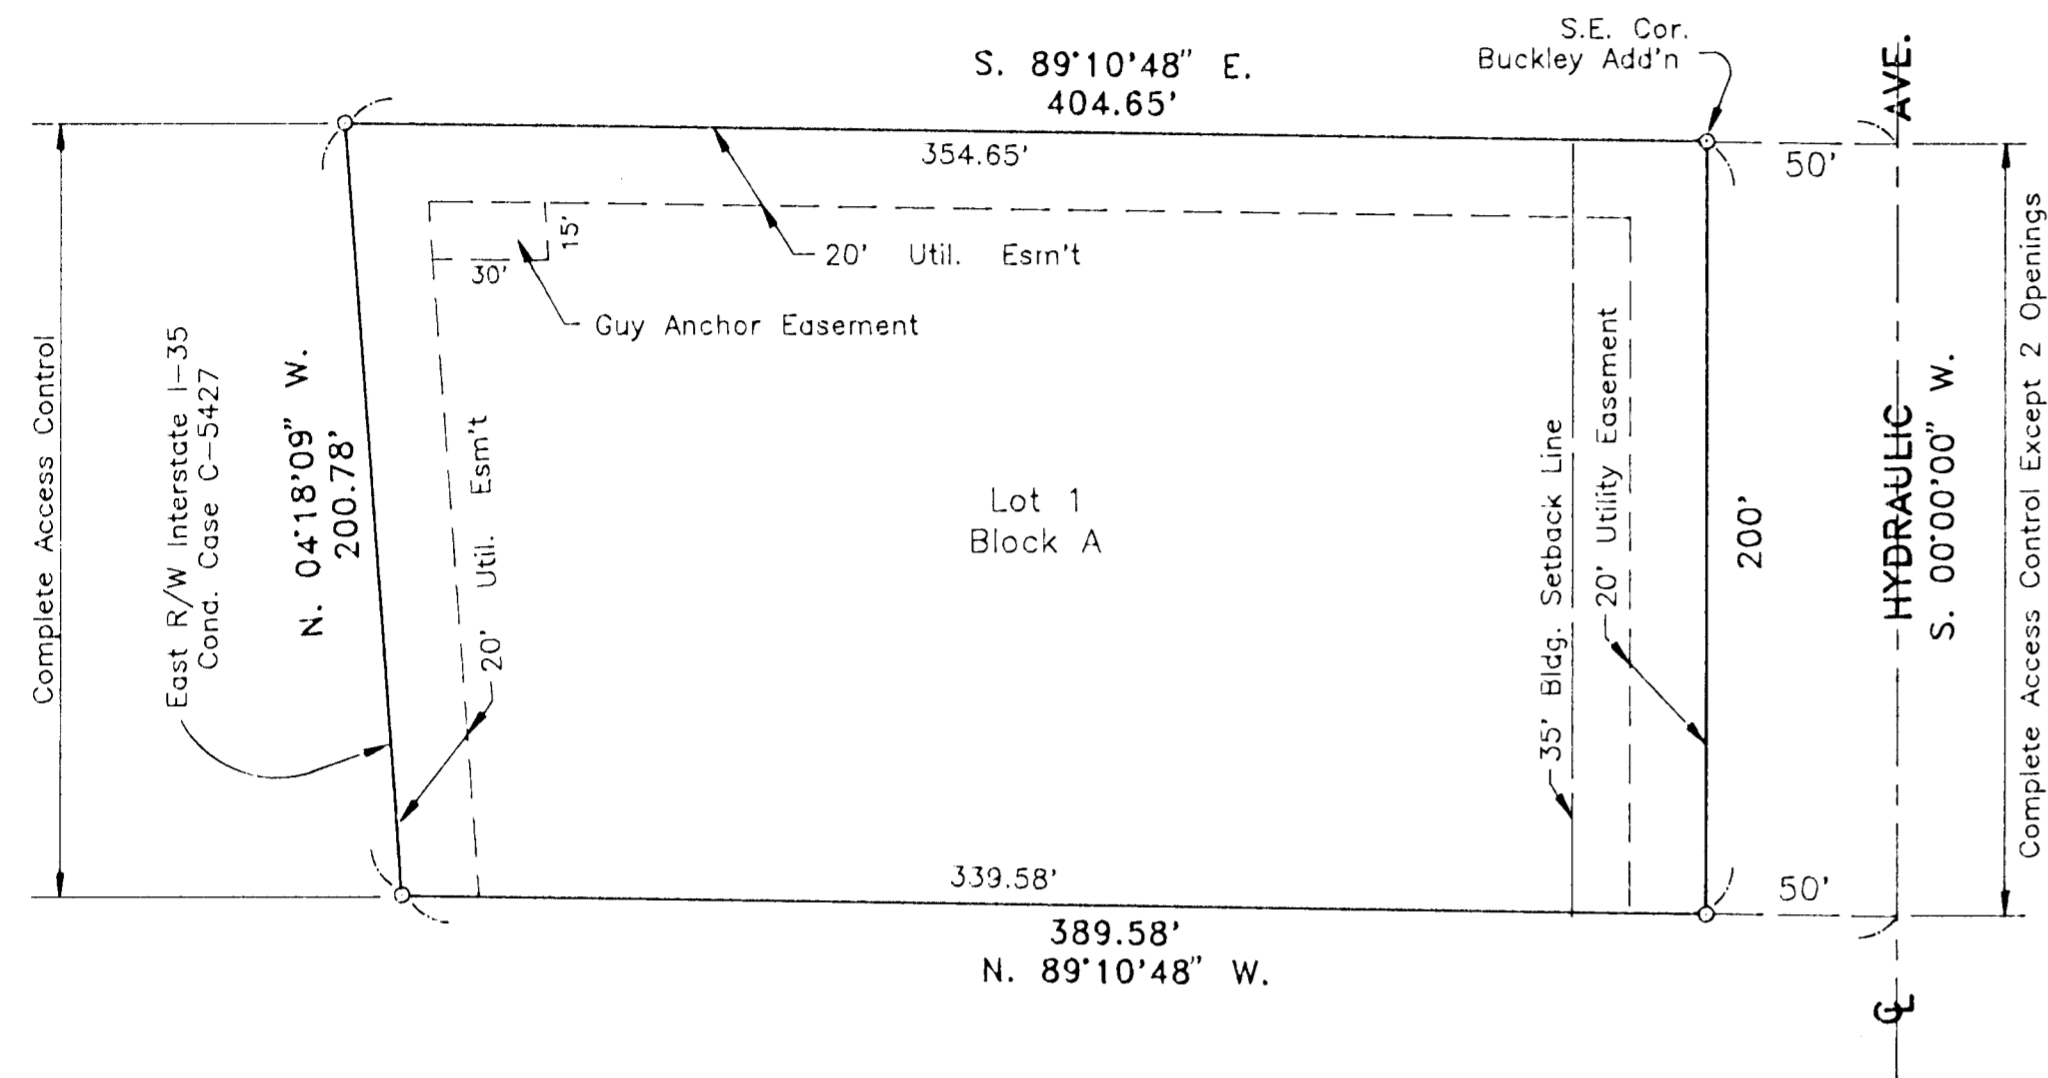 S.E. Cor.
Buckley Add'n
S. 89°10'48" E.
404.65'
354.65'
50'
AVE.
15'
30'
20' Util. Esm't
Guy Anchor Easement
Complete Access Control
East R/W Interstate I-35
Cond. Case C-5427
N. 04°18'09" W.
200.78'
20' Util. Esm't
Lot 1
Block A
35' Bldg. Setback Line
20' Utility Easement
200'
HYDRAULIC
S. 00°00'00" W.
Complete Access Control Except 2 Openings
339.58'
50'
389.58'
N. 89°10'48" W.
℄